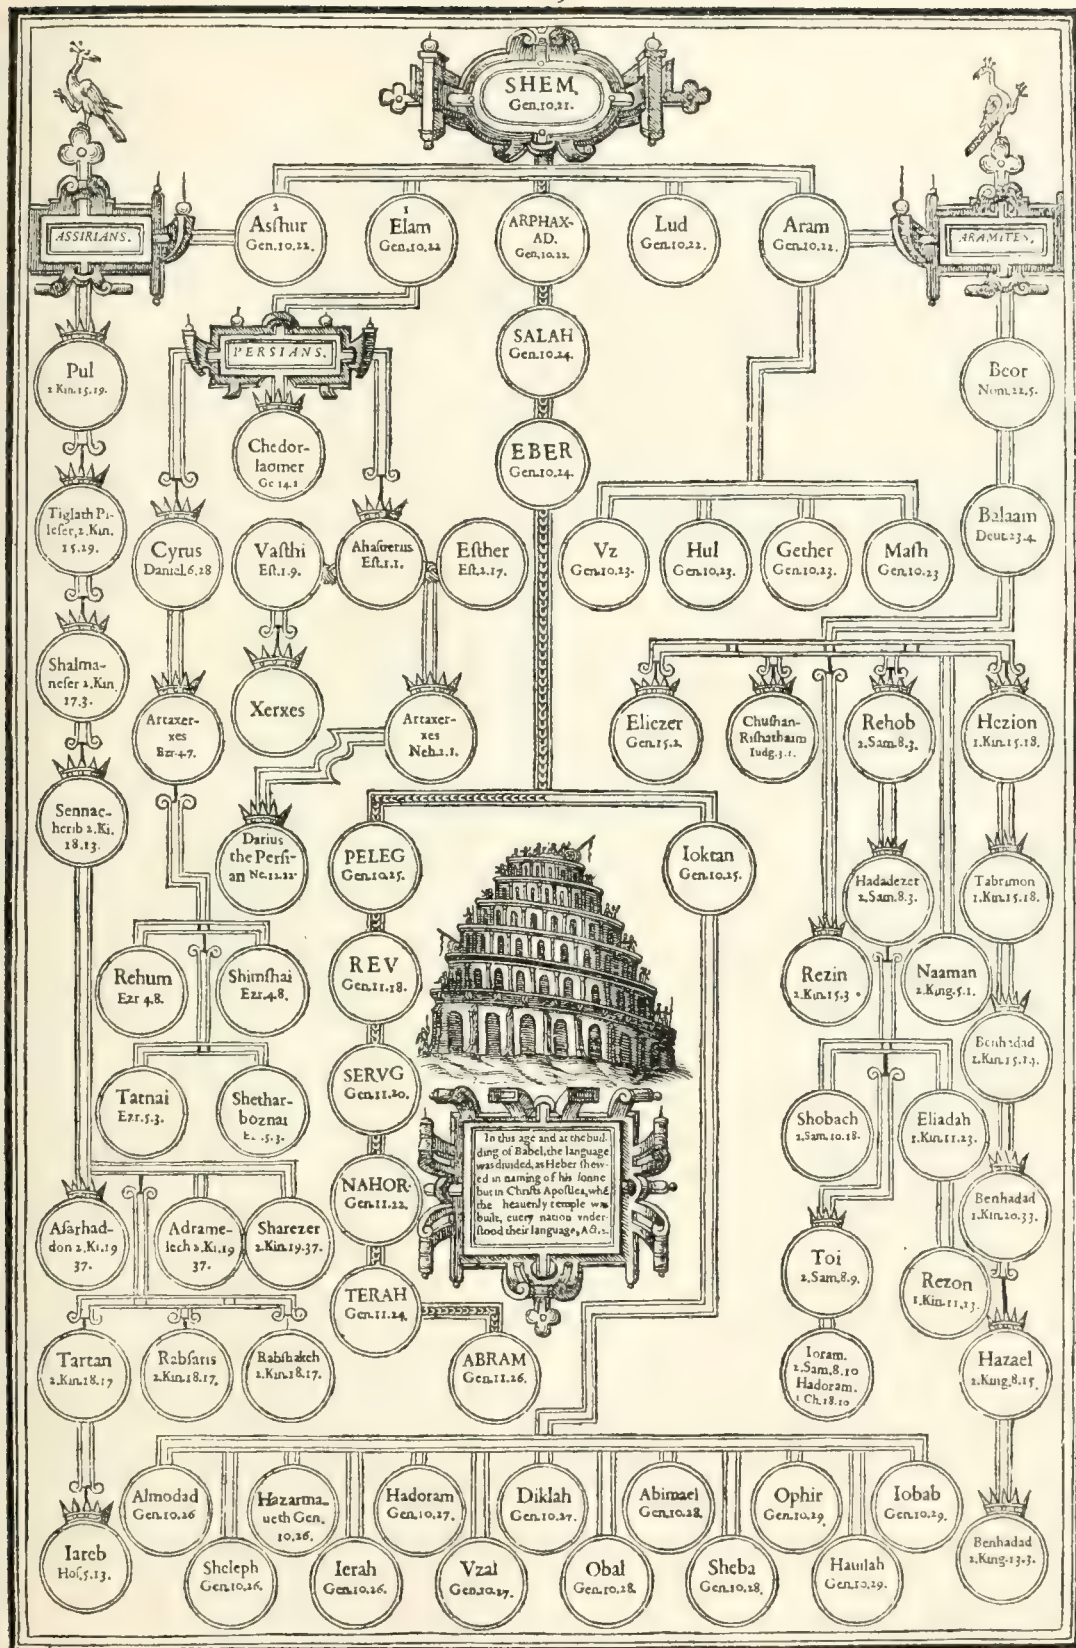 SHEM,
Gen,10,21.
ASSIRIANS.
2
Asſhur
Gen.10.22.
1
Elam
Gen,10,22
ARPHAX-
AD.
Gen,10.22.
Lud
Gen.10,22.
Aram
Gen.10,22.
ARAMITES.
PERSIANS.
Pul
2 Kin.15.19.
Chedor-
laomer
Ge 14.1
SALAH
Gen.10.24.
EBER
Gen.10.24.
Beor
Nom.22,5.
Tiglath Pi-
leſer,2,Kin.
15.29.
Cyrus
Daniel.6.28
Vaſthi
Eſt.1.9.
Ahaſuerus
Eſt.1.1.
Eſther
Eſt.2.17.
Vz
Gen.10.23.
Hul
Gen.10,23.
Gether
Gen.10.23.
Maſh
Gen.10.23
Balaam
Deut.23.4.
Shalma-
neſer 2,Kin.
17.3.
Artaxer-
xes
Ezr.4.7.
Xerxes
Artaxer-
xes
Neh.2.1.
Eliezer
Gen.15.2.
Chuſhan-
Riſhathaim
Iudg.3.1.
Rehob
2.Sam.8.3.
Hezion
1.Kin.15.18.
Sennac-
herib 2.Ki.
18.13.
Darius
the Perſi-
an Ne.12.22.
PELEG
Gen.10.25.
Ioktan
Gen.10.25.
Hadadezer
2.Sam.8.3.
Tabrimon
1.Kin.15.18.
Rehum
Ezr 4.8.
Shimſhai
Ezr.4.8.
REV
Gen.11.18.
Rezin
2.Kin.15.3
Naaman
2.King.5.1.
Benhadad
Tatnai
Ezr.5.3.
Shethar-
boznai
.5.3.
SERVG
Gen.11.20.
Shobach
2.Sam.10.18.
Eliadah
1.Kin.11.23.
In this age and at the buil-
ding of Babel, the language
was divided, as Heber ſhew-
ed in naming of his ſonne
but in Chriſts Apoſtles, whē
the heavenly temple was
built, euery nation vnder-
ſtood their language, Act.2.
Aſarhad-
don 2.Ki.19
37.
Adrame-
lech 2.Ki.19
37.
Sharezer
2.Kin.19.37.
NAHOR.
Gen.11.22.
Benhadad
1.Kin.20.33.
Toi
2.Sam.8.9.
Rezon
1.Kin.11.23.
TERAH
Gen.11.24.
ABRAM
Gen.11.26.
Tartan
2.Kin.18.17
Rabſaris
2.Kin.18.17.
Rabſhakeh
2.Kin.18.17.
Ioram.
2.Sam.8.10
Hadoram.
1 Ch.18.10
Hazael
2.King.8.15.
Iareb
Hoſ.5.13.
Almodad
Gen.10.26
Sheleph
Gen.10.26.
Hazarma-
ueth Gen.
10.26.
Ierah
Gen.10.26.
Hadoram
Gen.10.27.
Vzal
Gen.10.27.
Diklah
Gen.10.27.
Obal
Gen.10.28.
Abimael
Gen.10.28.
Sheba
Gen.10.28.
Ophir
Gen.10.29.
Hauilah
Gen.10.29.
Iobab
Gen.10.29.
Benhadad
2.King.13.3.